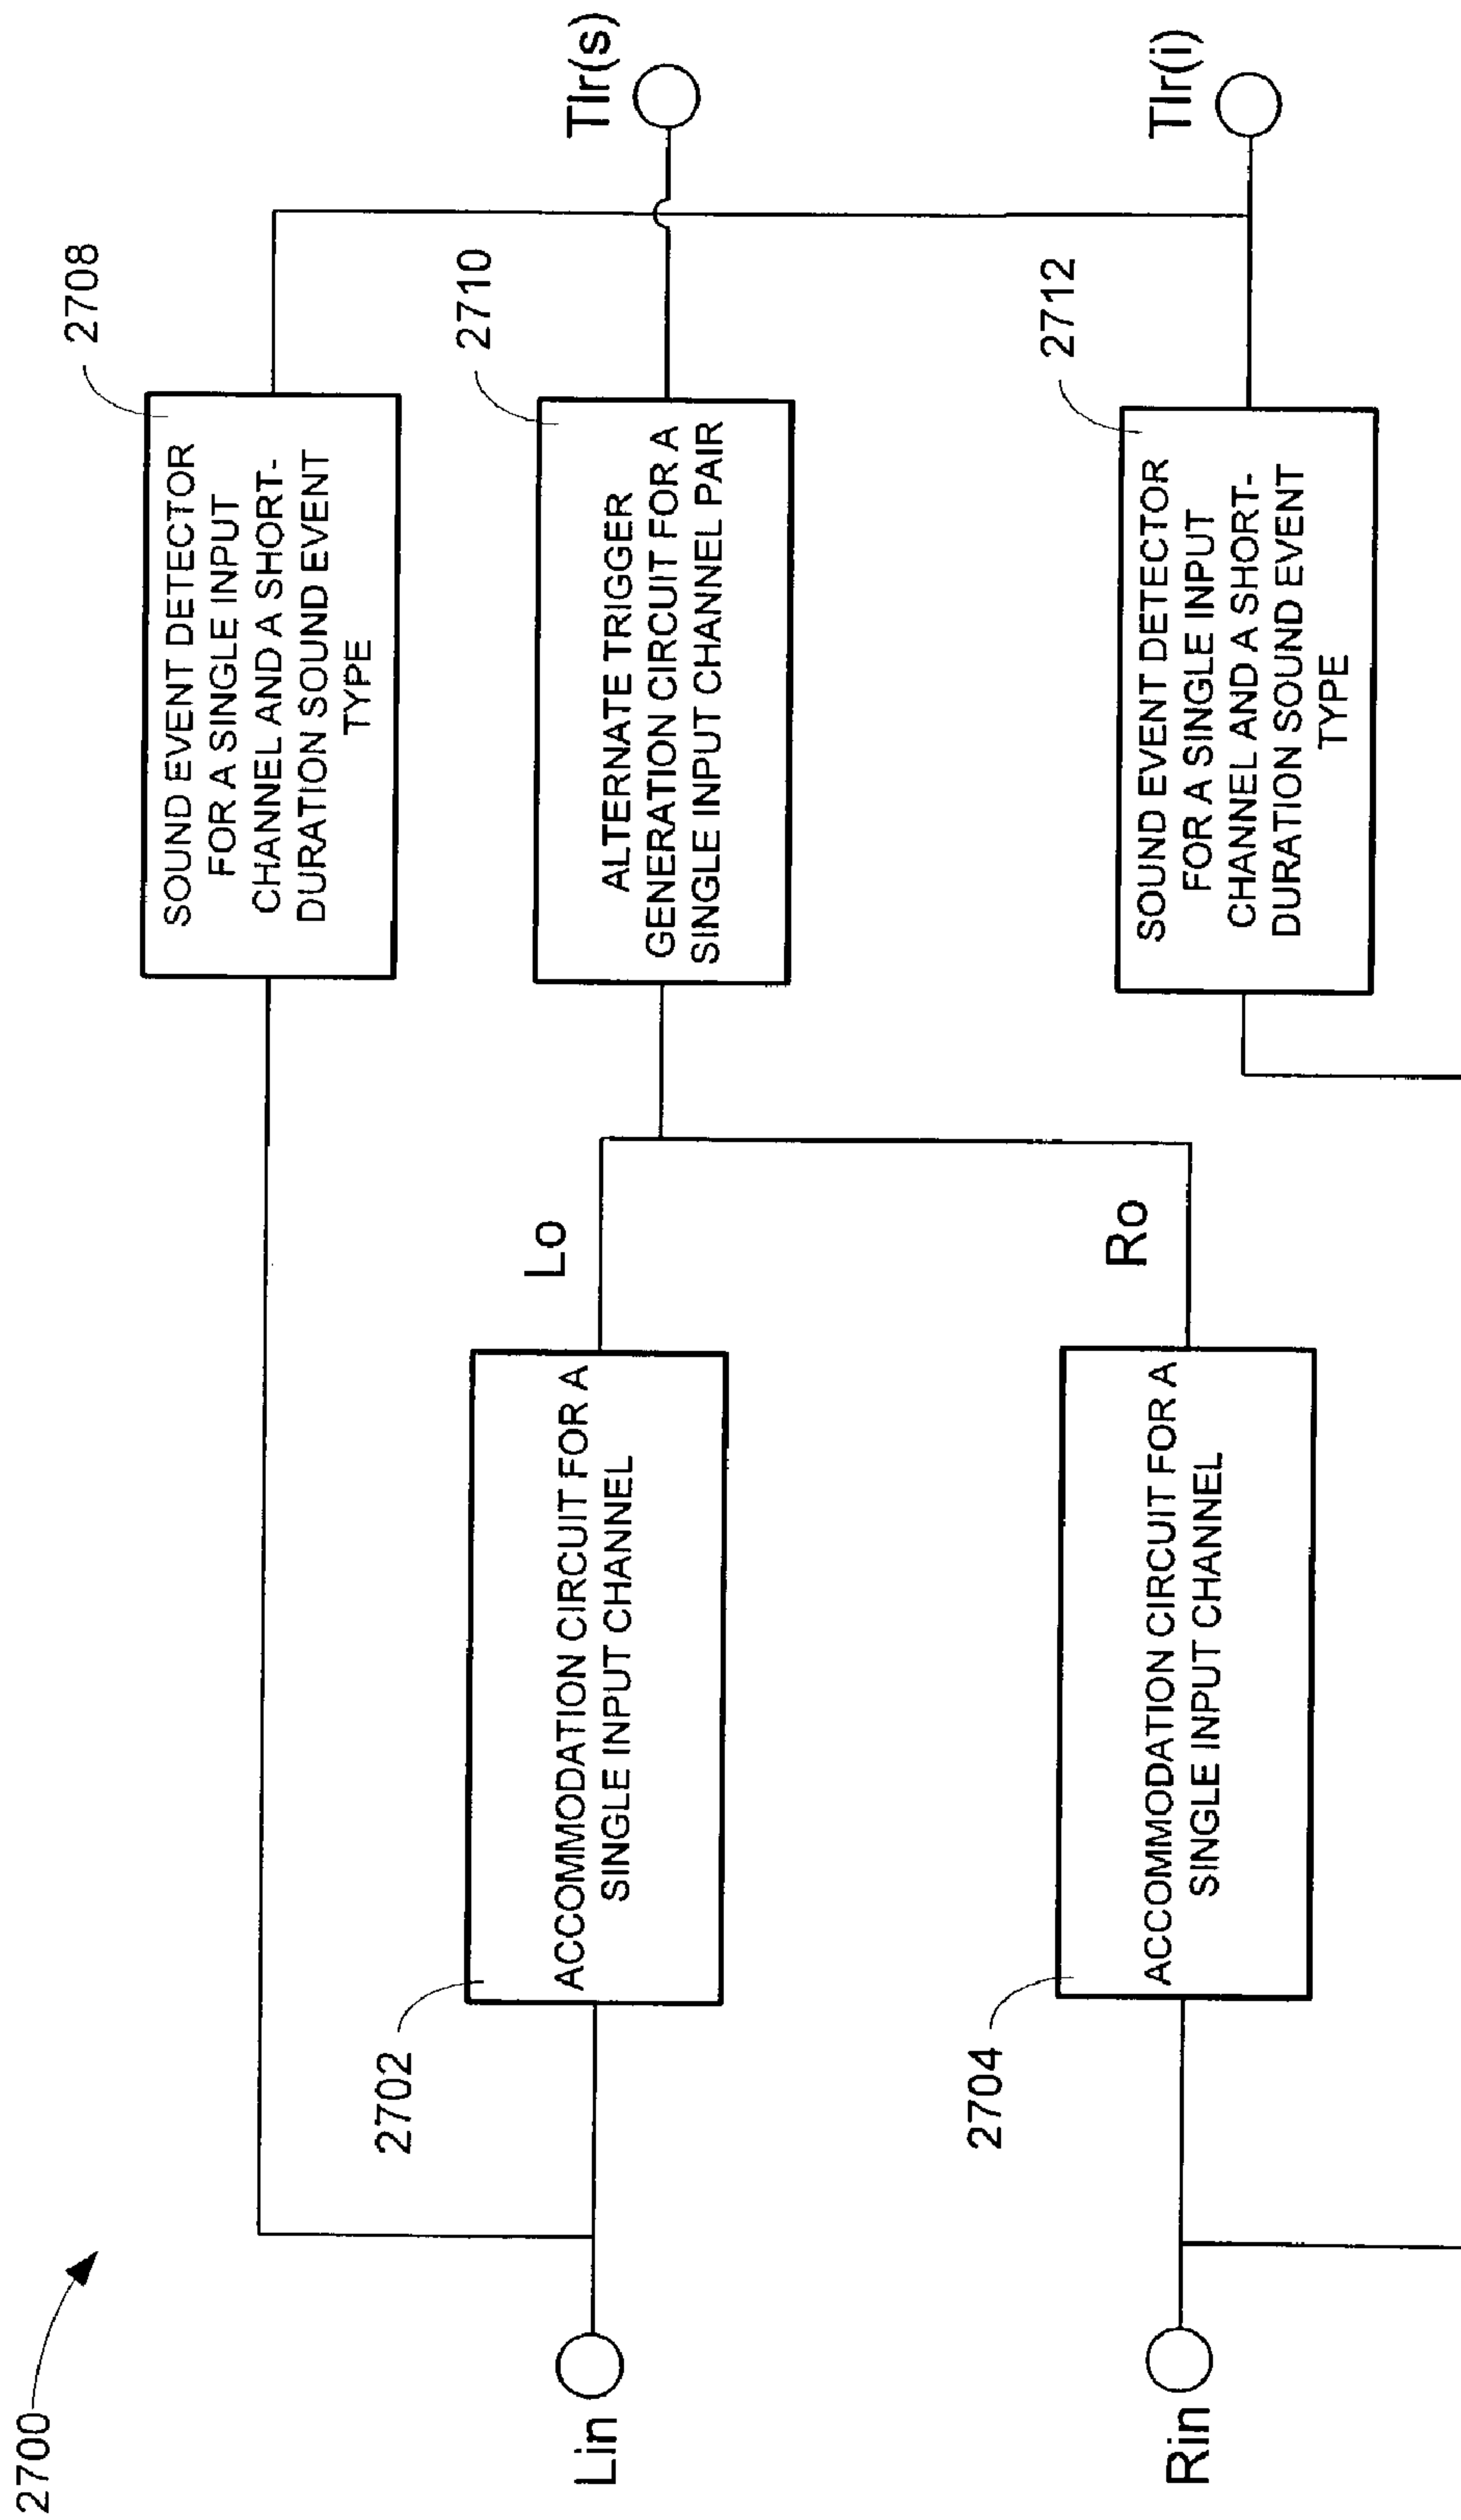 2700
2708
SOUND EVENT DETECTOR
FOR A SINGLE INPUT
CHANNEL AND A SHORT-
DURATION SOUND EVENT
TYPE
2702
ACCOMMODATION CIRCUIT FOR A
SINGLE INPUT CHANNEL
Lin
Lo
2710
ALTERNATE TRIGGER
GENERATION CIRCUIT FOR A
SINGLE INPUT CHANNEL PAIR
Tlr(s)
2704
ACCOMMODATION CIRCUIT FOR A
SINGLE INPUT CHANNEL
Rin
Ro
2712
SOUND EVENT DETECTOR
FOR A SINGLE INPUT
CHANNEL AND A SHORT-
DURATION SOUND EVENT
TYPE
Tlr(i)